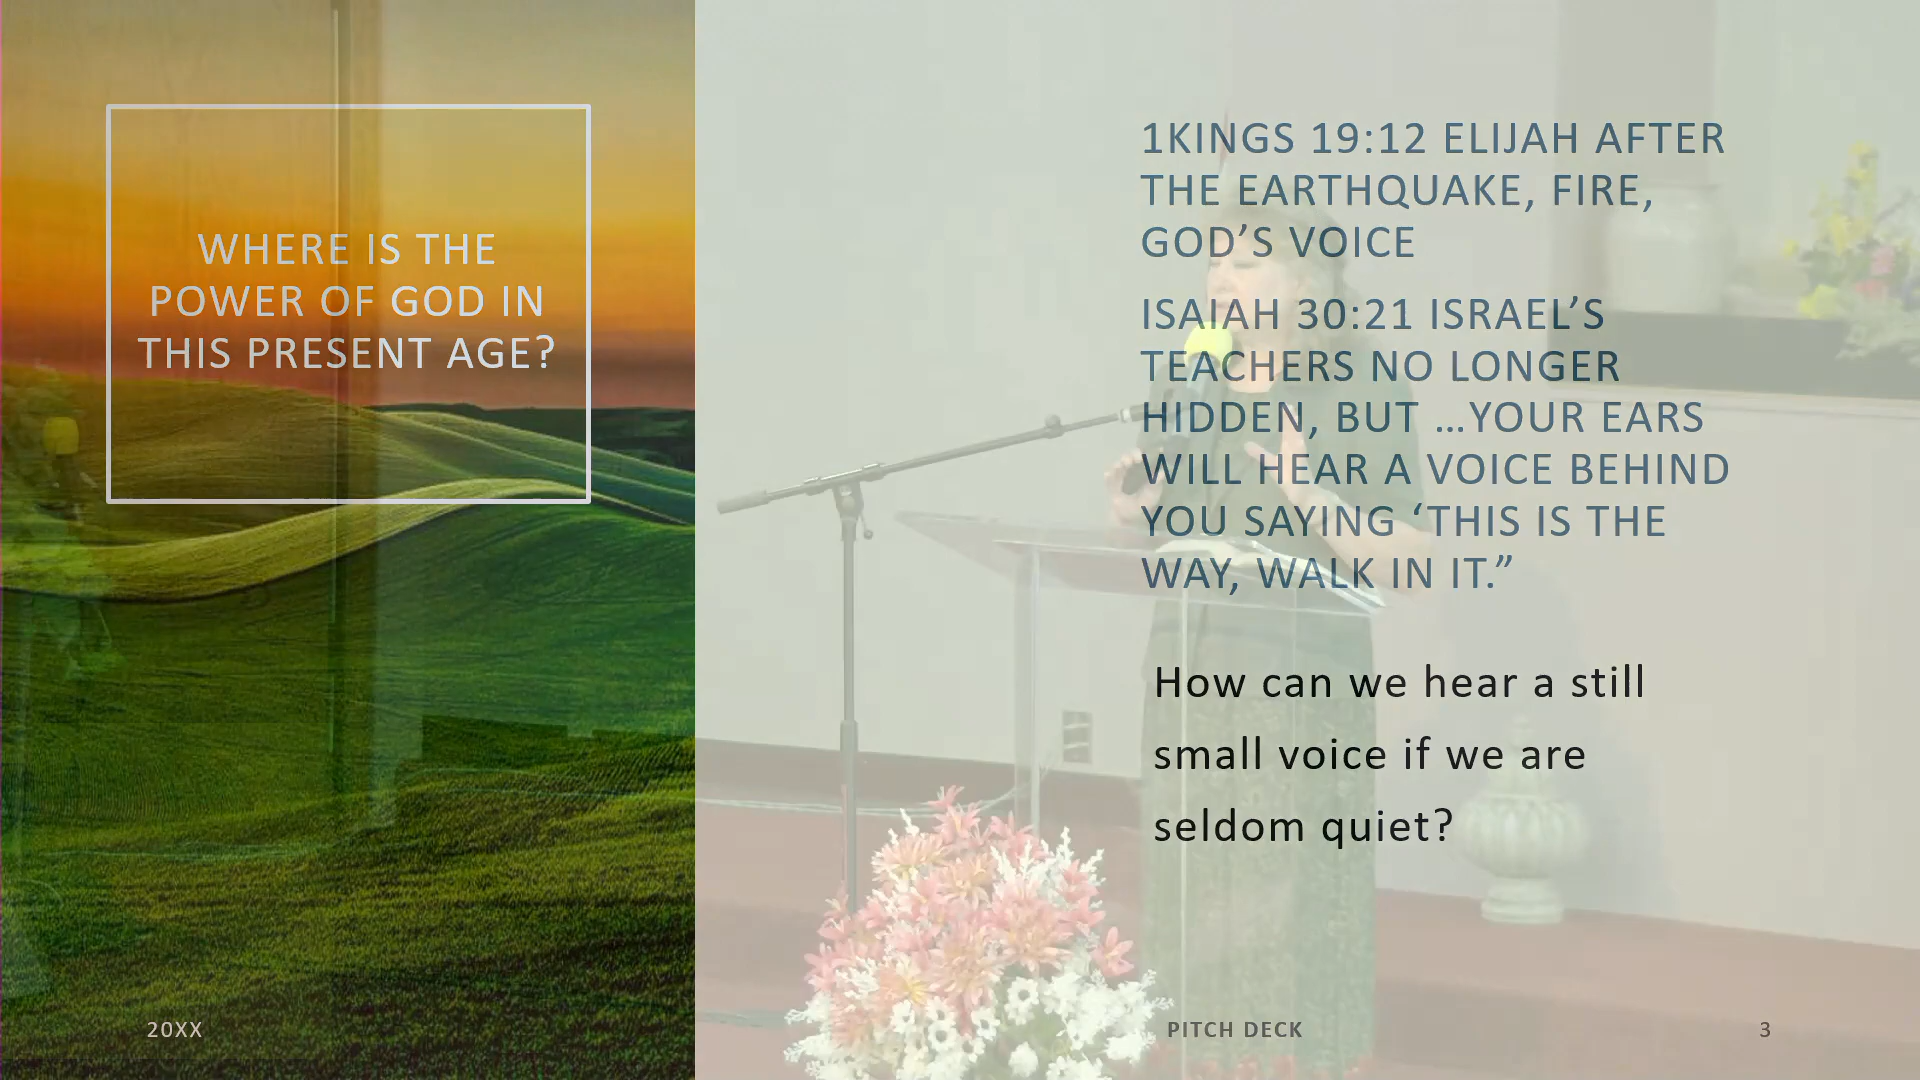 WHERE IS THE
POWER OF GOD IN
THIS PRESENT AGE?
1KINGS 19:12 ELIJAH AFTER
THE EARTHQUAKE, FIRE,
GOD’S VOICE
ISAIAH 30:21 ISRAEL’S
TEACHERS NO LONGER
HIDDEN, BUT …YOUR EARS
WILL HEAR A VOICE BEHIND
YOU SAYING ‘THIS IS THE
WAY, WALK IN IT.”
How can we hear a still
small voice if we are
seldom quiet?
20XX
PITCH DECK
3